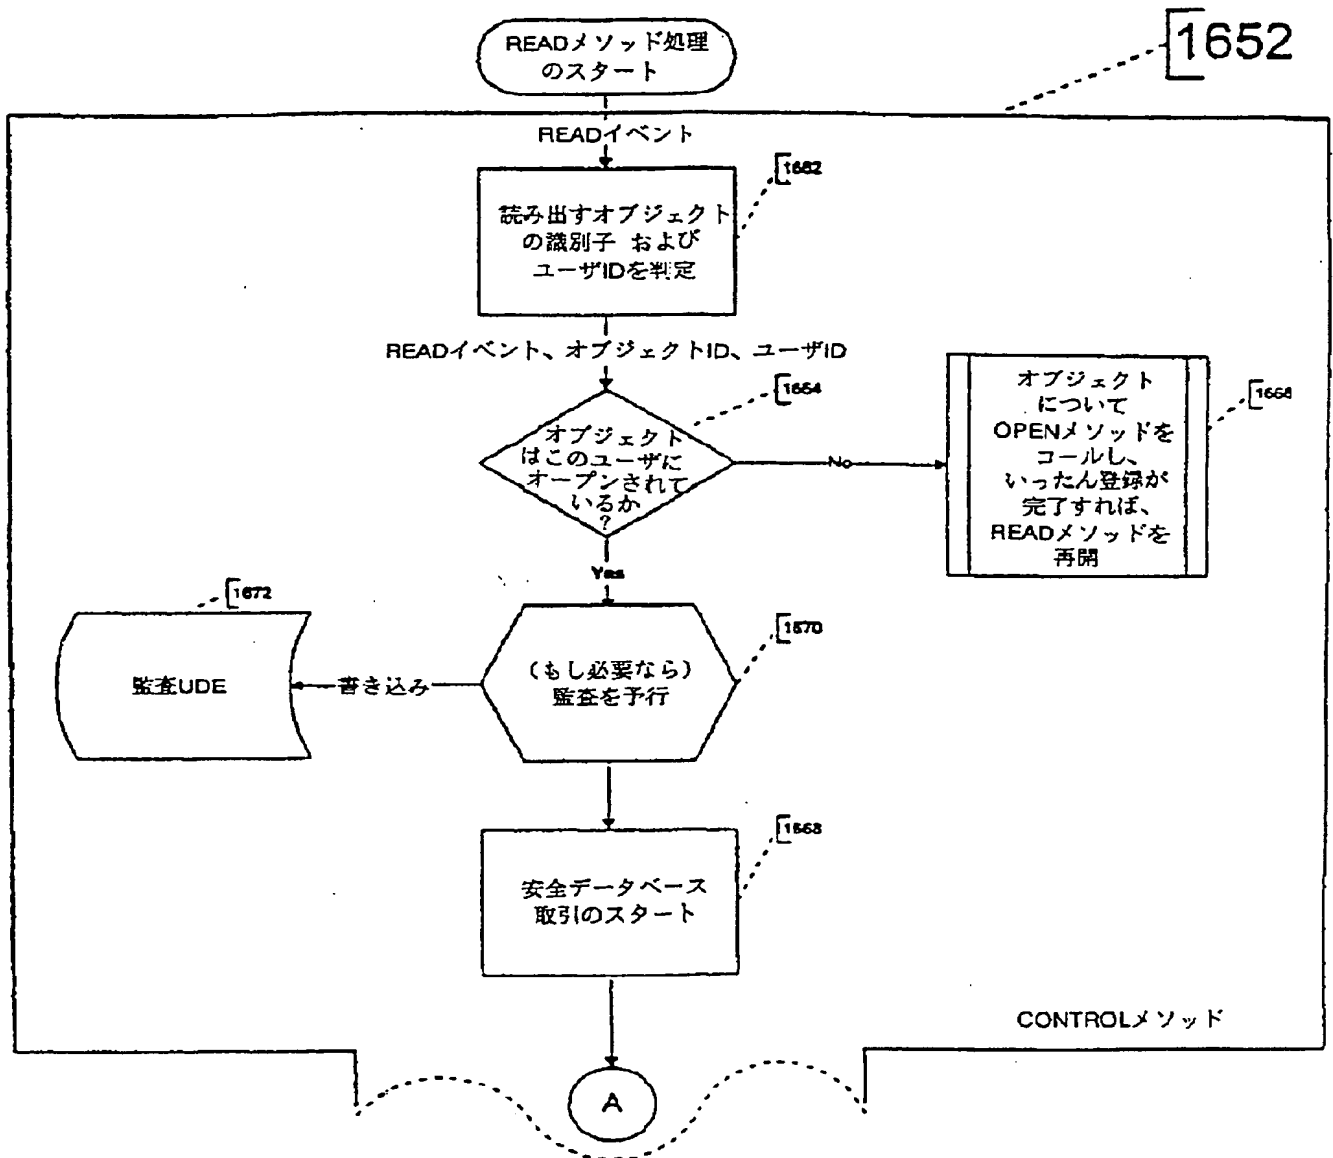 READメソッド処理
のスタート
1652
READイベント
1662
読み出すオブジェクト
の識別子 および
ユーザIDを判定
READイベント、オブジェクトID、ユーザID
1664
オブジェクト
はこのユーザに
オープンされて
いるか
?
No
オブジェクト
について
OPENメソッドを
コールし、
いったん登録が
完了すれば、
READメソッドを
再開
Yes
1672
1670
監査UDE
書き込み
(もし必要なら)
監査を予行
1668
安全データベース
取引のスタート
CONTROLメソッド
A